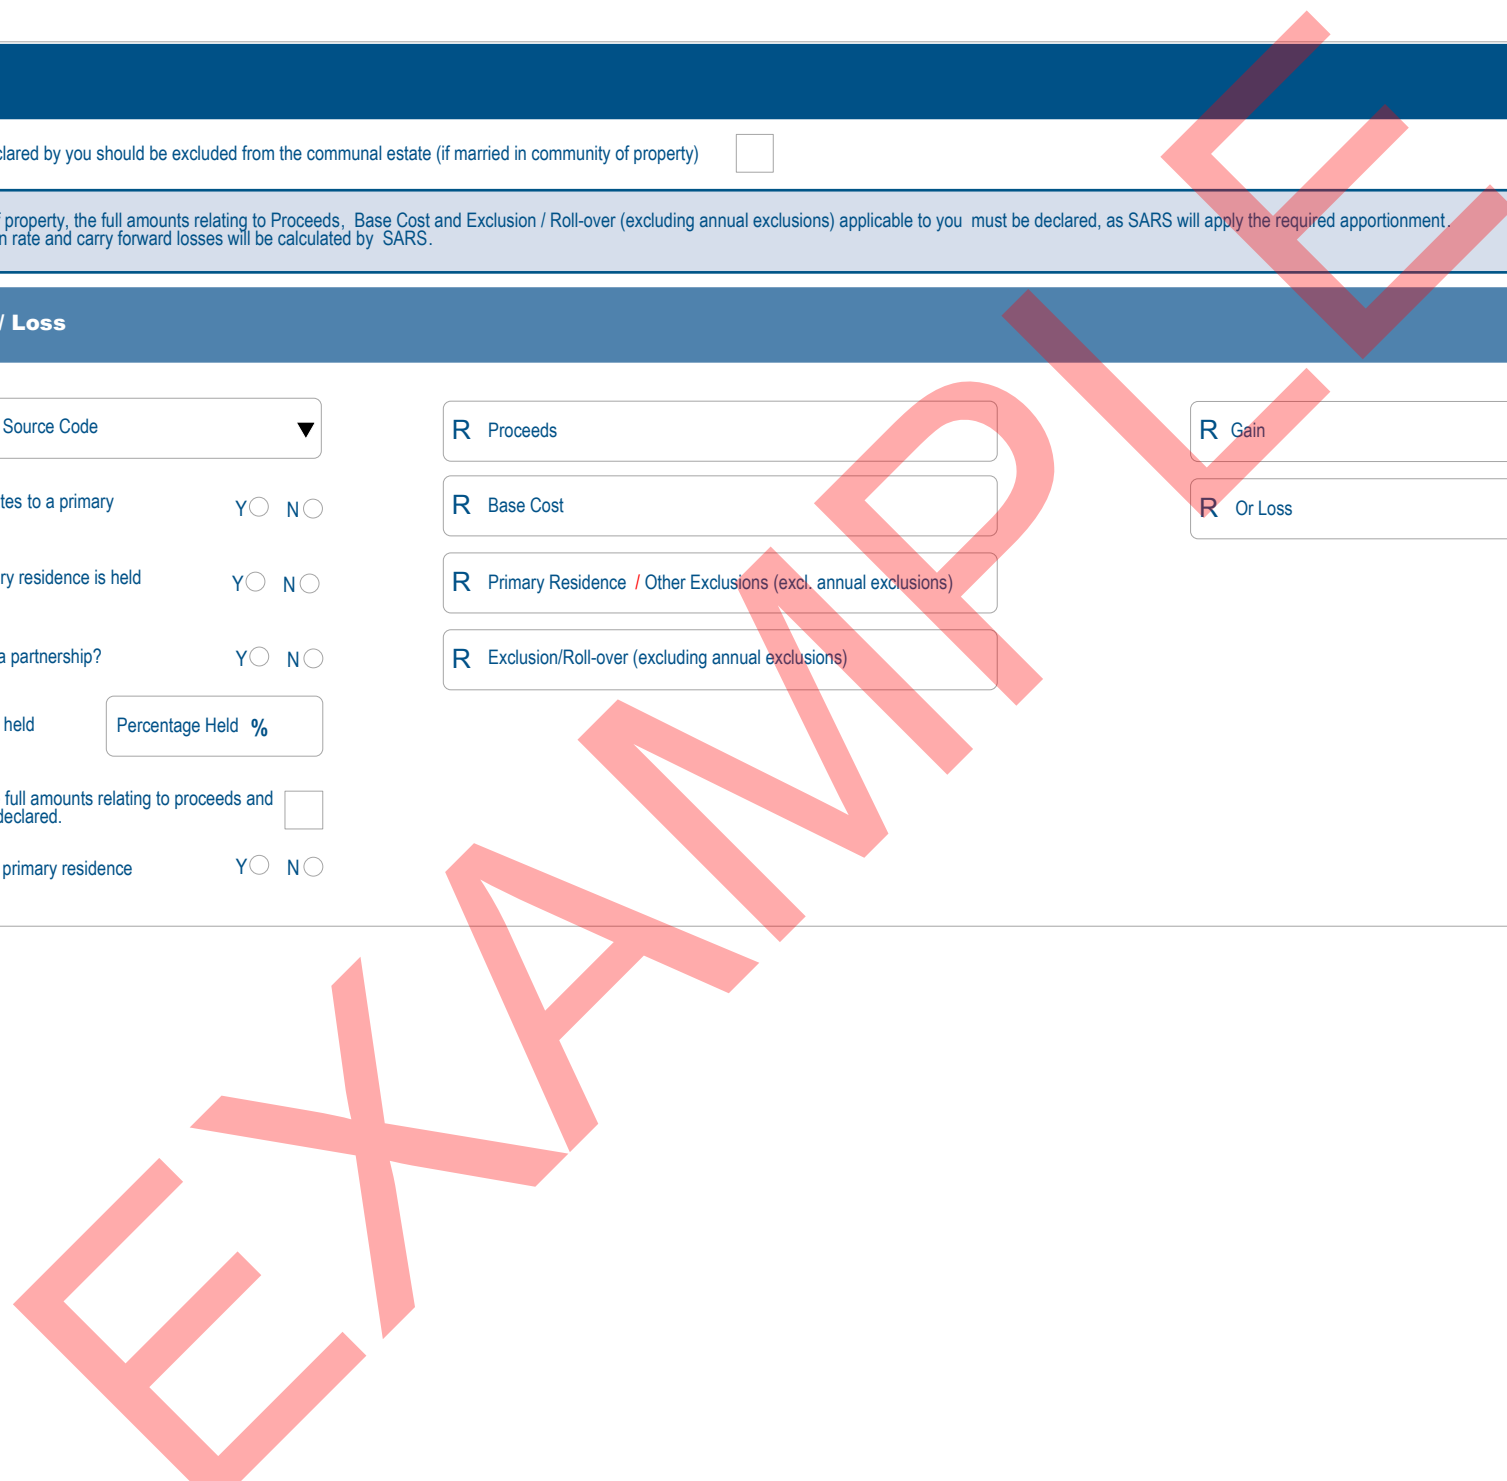 clared by you should be excluded from the communal estate (if married in community of property)
f property, the full amounts relating to Proceeds, Base Cost and Exclusion / Roll-over (excluding annual exclusions) applicable to you must be declared, as SARS will apply the required apportionment.
n rate and carry forward losses will be calculated by SARS.
/ Loss
Source Code
R Proceeds
R Gain
tes to a primary Y N
R Base Cost
R Or Loss
ry residence is held Y N
R Primary Residence / Other Exclusions (excl. annual exclusions)
a partnership? Y N
R Exclusion/Roll-over (excluding annual exclusions)
held
Percentage Held %
full amounts relating to proceeds and
declared.
primary residence Y N
EXAMPLE